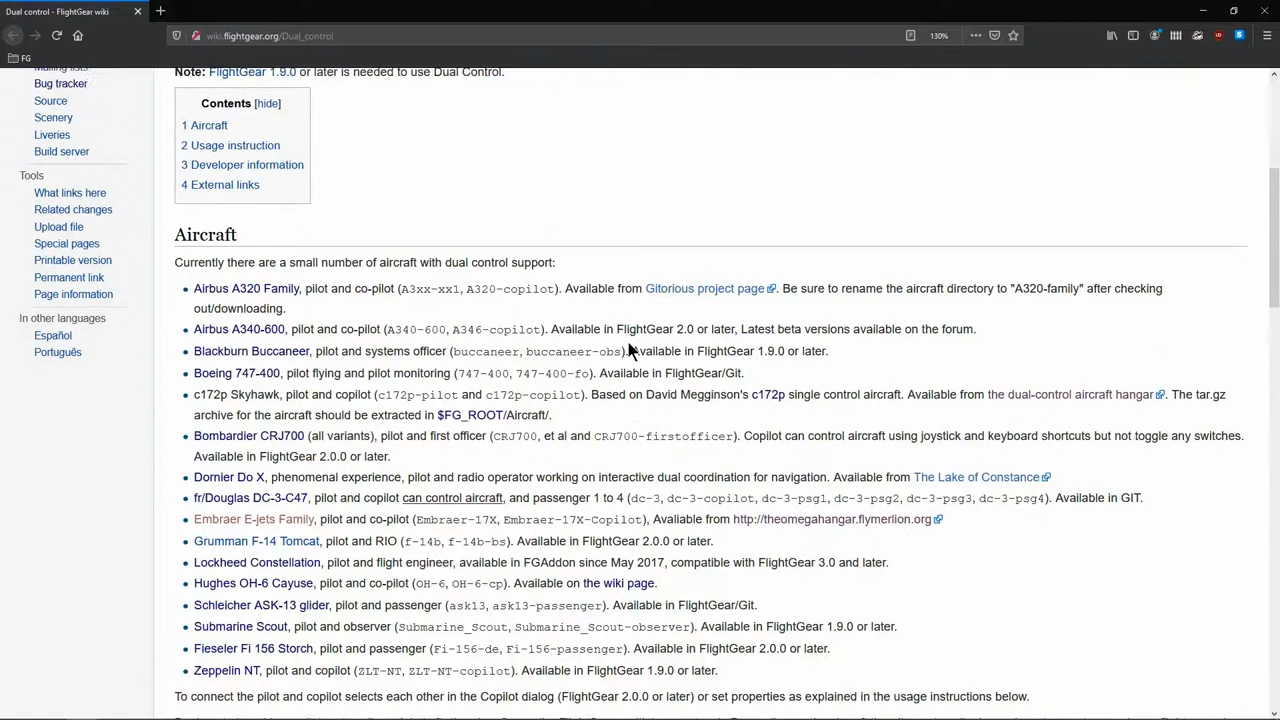 Dual control - FlightGear wiki
wiki.flightgear.org/Dual_control
130%
FG
Mailing lists
Bug tracker
Source
Scenery
Liveries
Build server
Tools
What links here
Related changes
Upload file
Special pages
Printable version
Permanent link
Page information
In other languages
Español
Português
Note: FlightGear 1.9.0 or later is needed to use Dual Control.
Contents [hide]
1 Aircraft
2 Usage instruction
3 Developer information
4 External links
Aircraft
Currently there are a small number of aircraft with dual control support:
Airbus A320 Family, pilot and co-pilot (A3xx-xx1, A320-copilot). Available from Gitorious project page. Be sure to rename the aircraft directory to "A320-family" after checking
out/downloading.
Airbus A340-600, pilot and co-pilot (A340-600, A346-copilot). Available in FlightGear 2.0 or later, Latest beta versions available on the forum.
Blackburn Buccaneer, pilot and systems officer (buccaneer, buccaneer-obs). Available in FlightGear 1.9.0 or later.
Boeing 747-400, pilot flying and pilot monitoring (747-400, 747-400-fo). Available in FlightGear/Git.
c172p Skyhawk, pilot and copilot (c172p-pilot and c172p-copilot). Based on David Megginson's c172p single control aircraft. Available from the dual-control aircraft hangar. The tar.gz
archive for the aircraft should be extracted in $FG_ROOT/Aircraft/.
Bombardier CRJ700 (all variants), pilot and first officer (CRJ700, et al and CRJ700-firstofficer). Copilot can control aircraft using joystick and keyboard shortcuts but not toggle any switches.
Available in FlightGear 2.0.0 or later.
Dornier Do X, phenomenal experience, pilot and radio operator working on interactive dual coordination for navigation. Available from The Lake of Constance
fr/Douglas DC-3-C47, pilot and copilot can control aircraft, and passenger 1 to 4 (dc-3, dc-3-copilot, dc-3-psg1, dc-3-psg2, dc-3-psg3, dc-3-psg4). Available in GIT.
Embraer E-jets Family, pilot and co-pilot (Embraer-17X, Embraer-17X-Copilot), Avaliable from http://theomegahangar.flymerlion.org
Grumman F-14 Tomcat, pilot and RIO (f-14b, f-14b-bs). Available in FlightGear 2.0.0 or later.
Lockheed Constellation, pilot and flight engineer, available in FGAddon since May 2017, compatible with FlightGear 3.0 and later.
Hughes OH-6 Cayuse, pilot and co-pilot (OH-6, OH-6-cp). Available on the wiki page.
Schleicher ASK-13 glider, pilot and passenger (ask13, ask13-passenger). Available in FlightGear/Git.
Submarine Scout, pilot and observer (Submarine_Scout, Submarine_Scout-observer). Available in FlightGear 1.9.0 or later.
Fieseler Fi 156 Storch, pilot and passenger (Fi-156-de, Fi-156-passenger). Available in FlightGear 2.0.0 or later.
Zeppelin NT, pilot and copilot (ZLT-NT, ZLT-NT-copilot). Available in FlightGear 1.9.0 or later.
To connect the pilot and copilot selects each other in the Copilot dialog (FlightGear 2.0.0 or later) or set properties as explained in the usage instructions below.